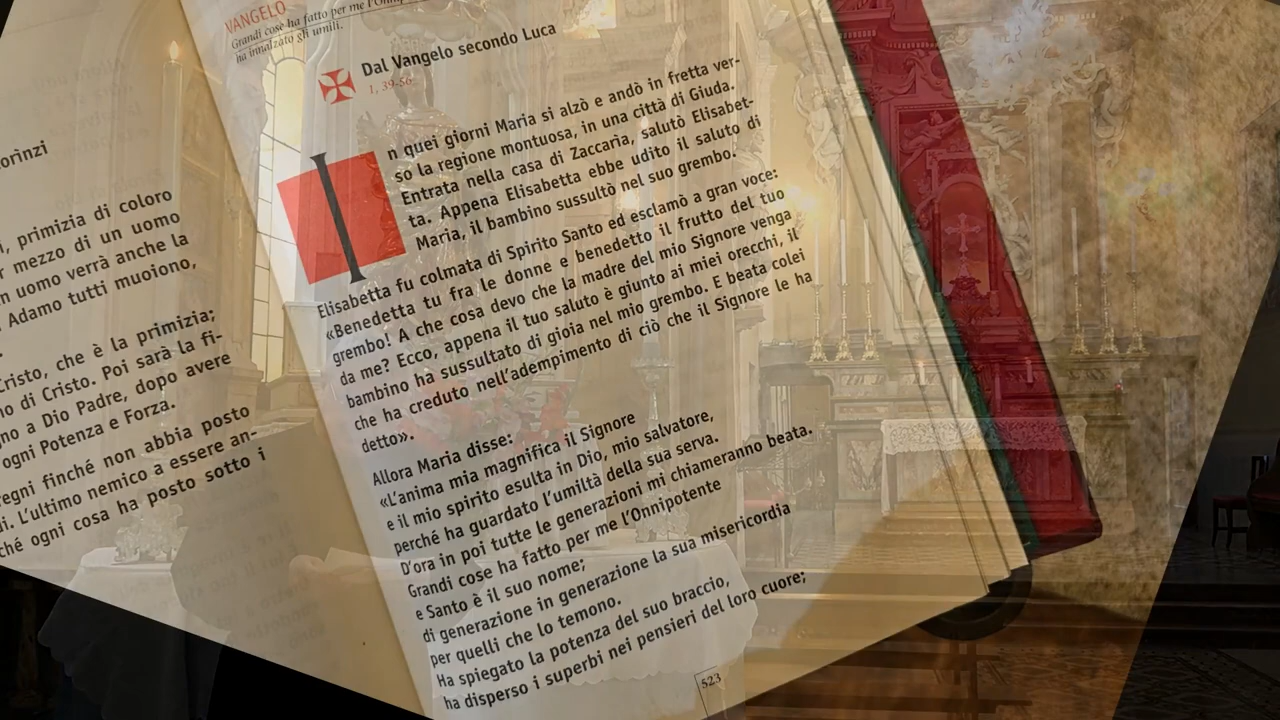 orìnzi
i, primizia di coloro
r mezzo di un uomo
n uomo verrà anche la
Adamo tutti muoiono,
Cristo, che è la primizia;
no di Cristo. Poi sarà la fi-
gno a Dio Padre, dopo avere
ogni Potenza e Forza.
regni finché non abbia posto
di. L'ultimo nemico a essere an-
ché ogni cosa ha posto sotto i
VANGELO
Grandi cose ha fatto per me l'Onnip
ha innalzato gli umili.
Dal Vangelo secondo Luca
1, 39-56
In quei giorni Maria si alzò e andò in fretta ver-
so la regione montuosa, in una città di Giuda.
Entrata nella casa di Zaccarìa, salutò Elisabet-
ta. Appena Elisabetta ebbe udito il saluto di
Maria, il bambino sussultò nel suo grembo.
Elisabetta fu colmata di Spirito Santo ed esclamò a gran voce:
«Benedetta tu fra le donne e benedetto il frutto del tuo
grembo! A che cosa devo che la madre del mio Signore venga
da me? Ecco, appena il tuo saluto è giunto ai miei orecchi, il
bambino ha sussultato di gioia nel mio grembo. E beata colei
che ha creduto nell'adempimento di ciò che il Signore le ha
detto».
Allora Maria disse:
«L'anima mia magnifica il Signore
e il mio spirito esulta in Dio, mio salvatore,
perché ha guardato l'umiltà della sua serva.
D'ora in poi tutte le generazioni mi chiameranno beata.
Grandi cose ha fatto per me l'Onnipotente
e Santo è il suo nome;
di generazione in generazione la sua misericordia
per quelli che lo temono.
Ha spiegato la potenza del suo braccio,
ha disperso i superbi nei pensieri del loro cuore;
523